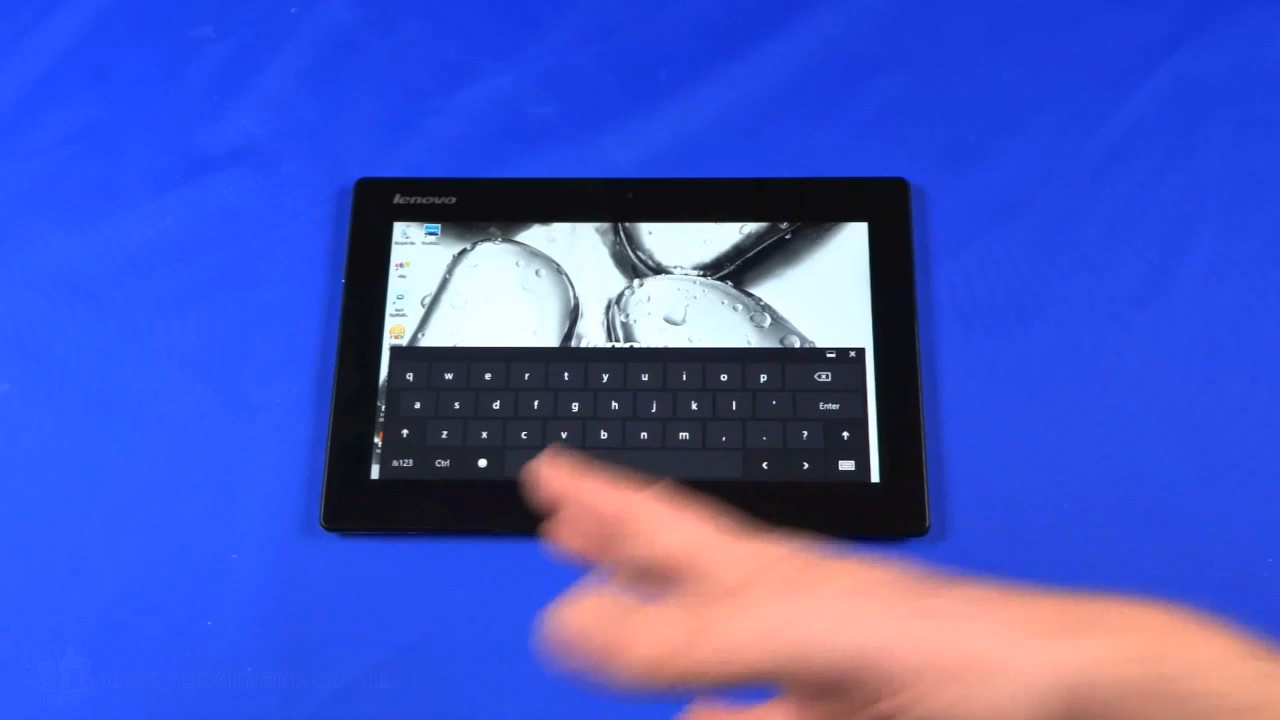 lenovo
q w e r t y u i o p
a s d f g h j k l ' Enter
z x c v b n m , . ?
&123 Ctrl < >